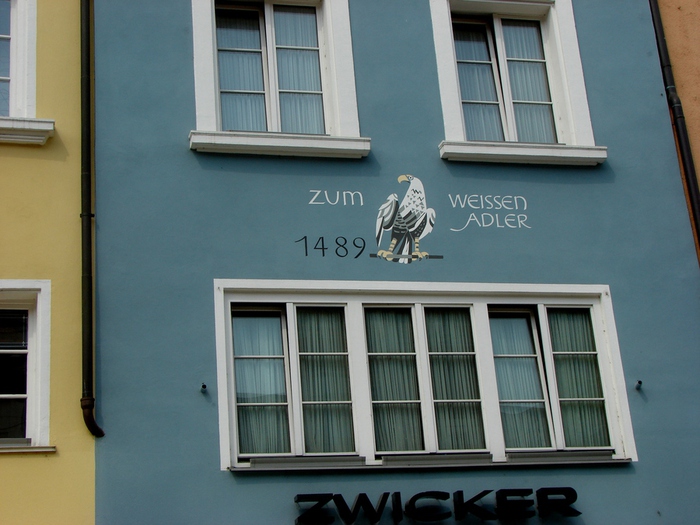 ZUM WEISSEN
ADLER
1489
ZWICKER